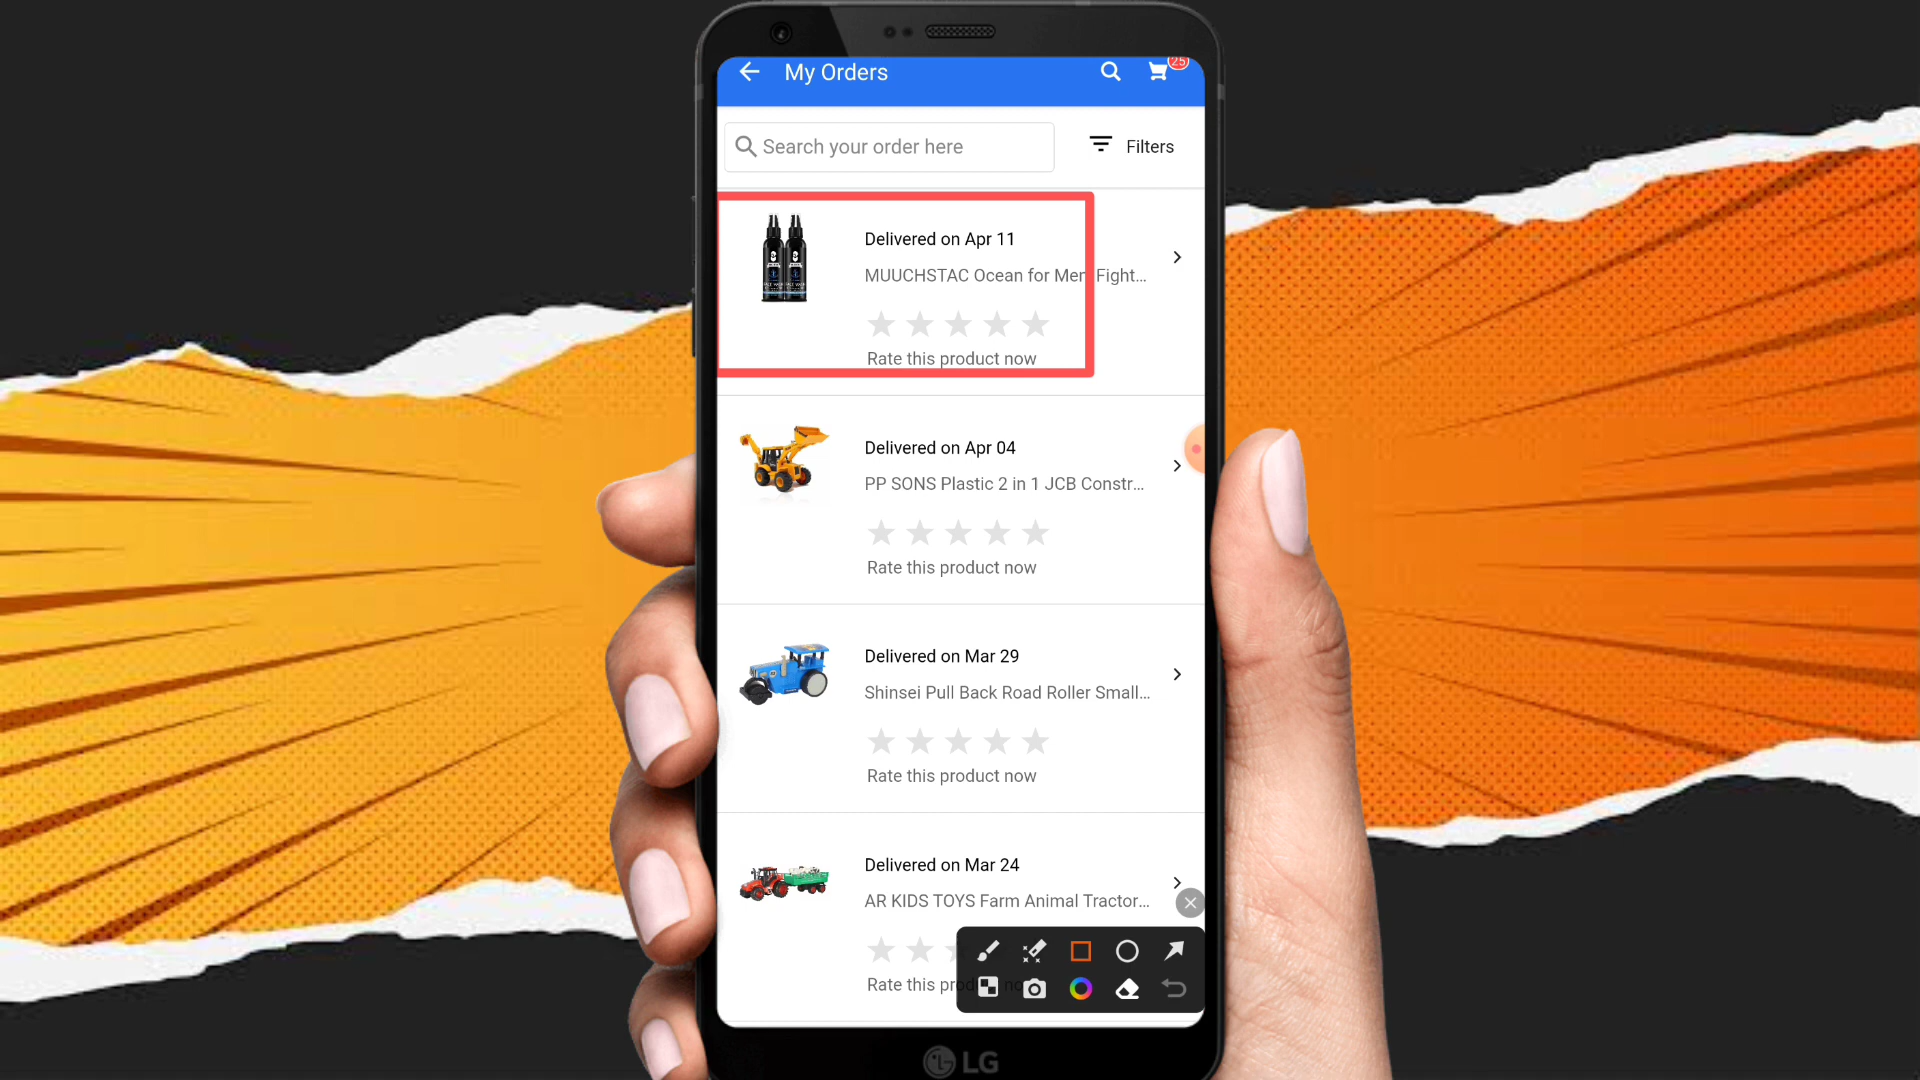 My Orders
25
Search your order here
Filters
Delivered on Apr 11
MUUCHSTAC Ocean for Men Fight...
Rate this product now
Delivered on Apr 04
PP SONS Plastic 2 in 1 JCB Constr...
Rate this product now
Delivered on Mar 29
Shinsei Pull Back Road Roller Small...
Rate this product now
Delivered on Mar 24
AR KIDS TOYS Farm Animal Tractor...
Rate this product now
LG